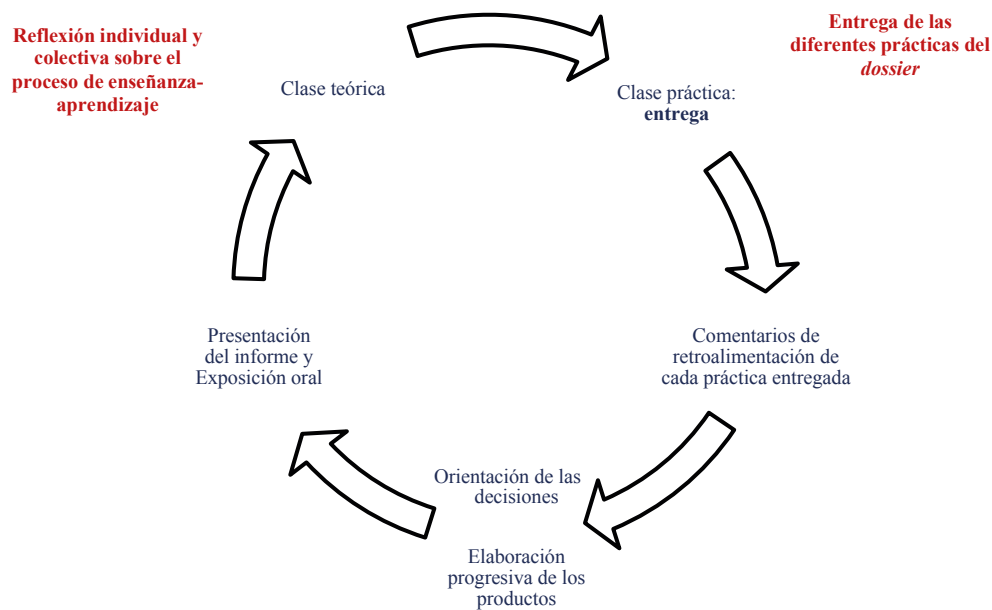 Reflexión individual y
colectiva sobre el
proceso de enseñanza-
aprendizaje
Clase teórica
Entrega de las
diferentes prácticas del
dossier
Clase práctica:
entrega
Comentarios de
retroalimentación de
cada práctica entregada
Orientación de las
decisiones
Elaboración
progresiva de los
productos
Presentación
del informe y
Exposición oral